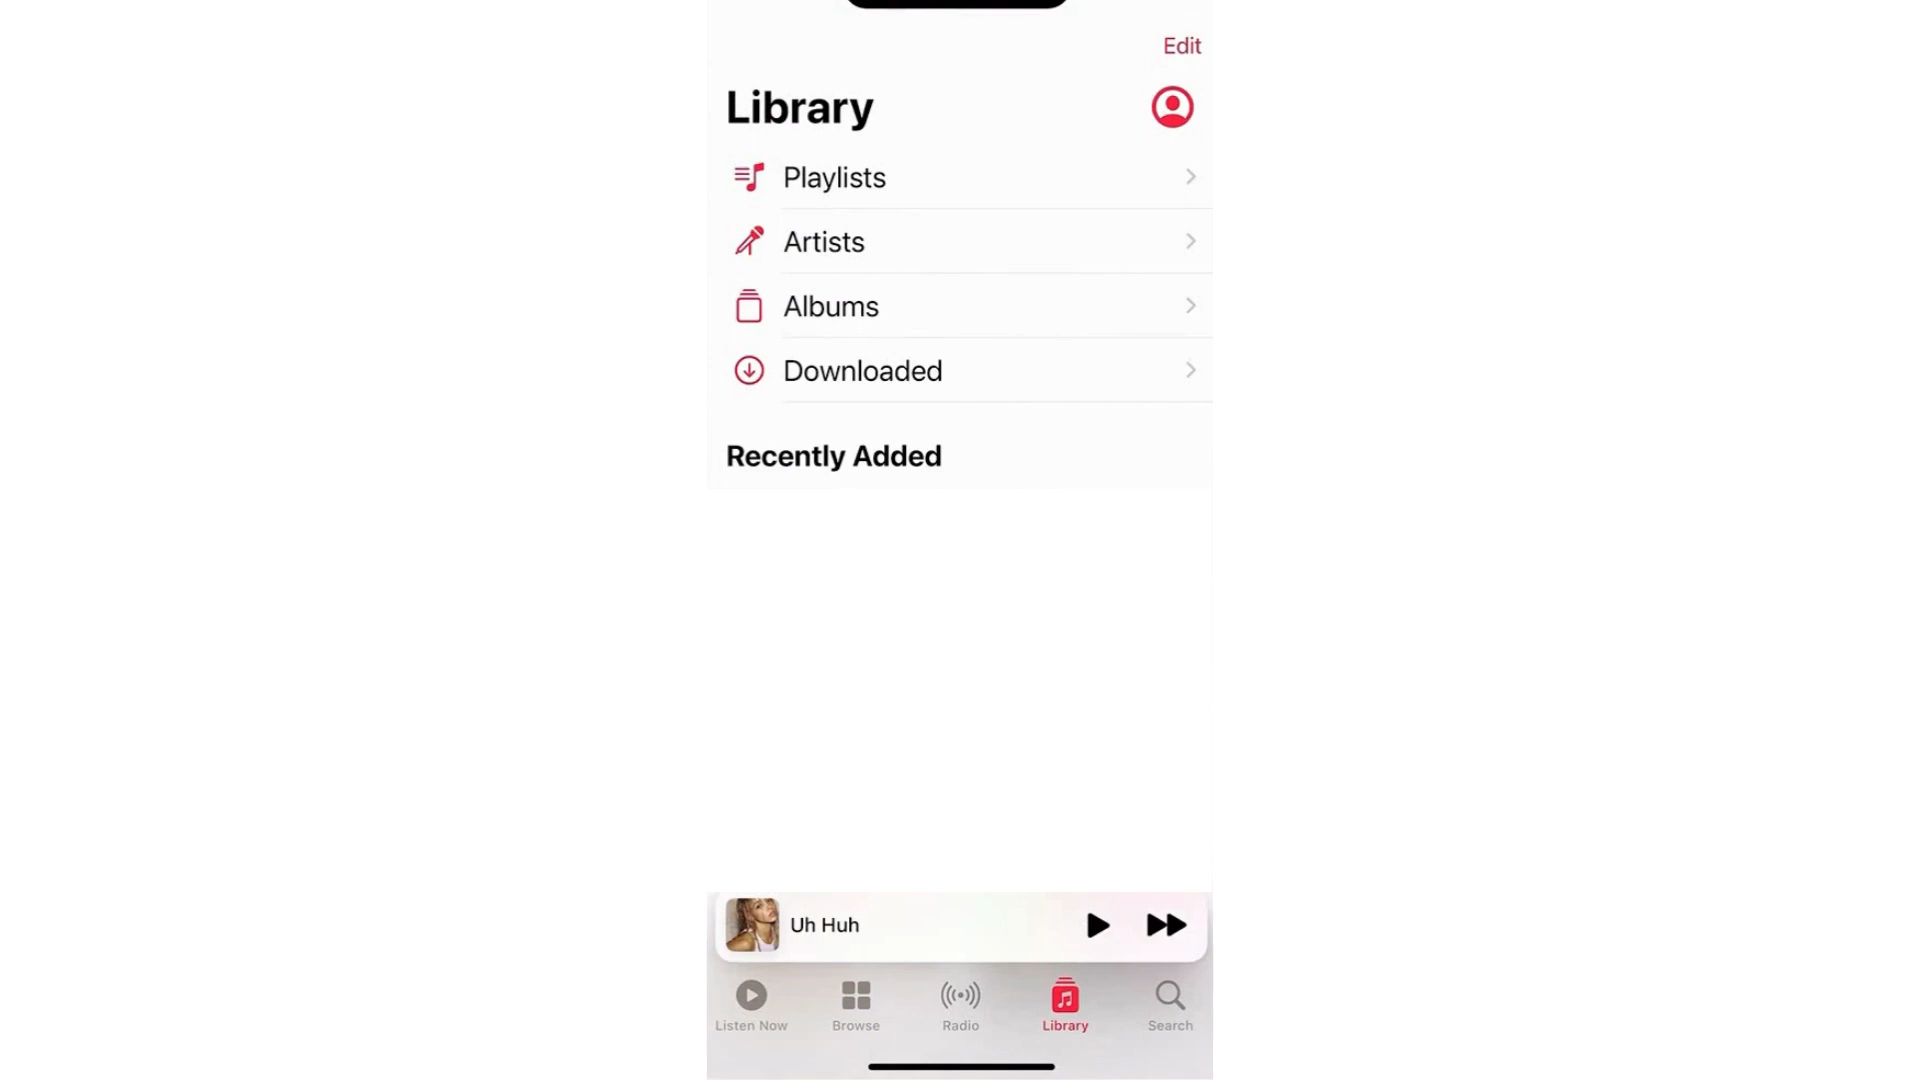 Edit
Library
Playlists
Artists
Albums
Downloaded
Recently Added
Uh Huh
Listen Now
Browse
Radio
Library
Search